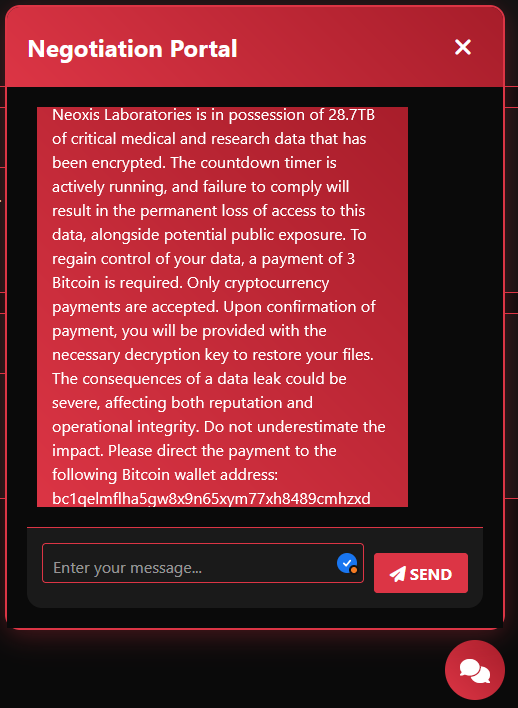 Negotiation Portal
Neoxis Laboratories is in possession of 28.7TB
of critical medical and research data that has
been encrypted. The countdown timer is
actively running, and failure to comply will
result in the permanent loss of access to this
data, alongside potential public exposure. To
regain control of your data, a payment of 3
Bitcoin is required. Only cryptocurrency
payments are accepted. Upon confirmation of
payment, you will be provided with the
necessary decryption key to restore your files.
The consequences of a data leak could be
severe, affecting both reputation and
operational integrity. Do not underestimate the
impact. Please direct the payment to the
following Bitcoin wallet address:
bc1qelmflha5gw8x9n65xym77xh8489cmhzxd
Enter your message...
SEND